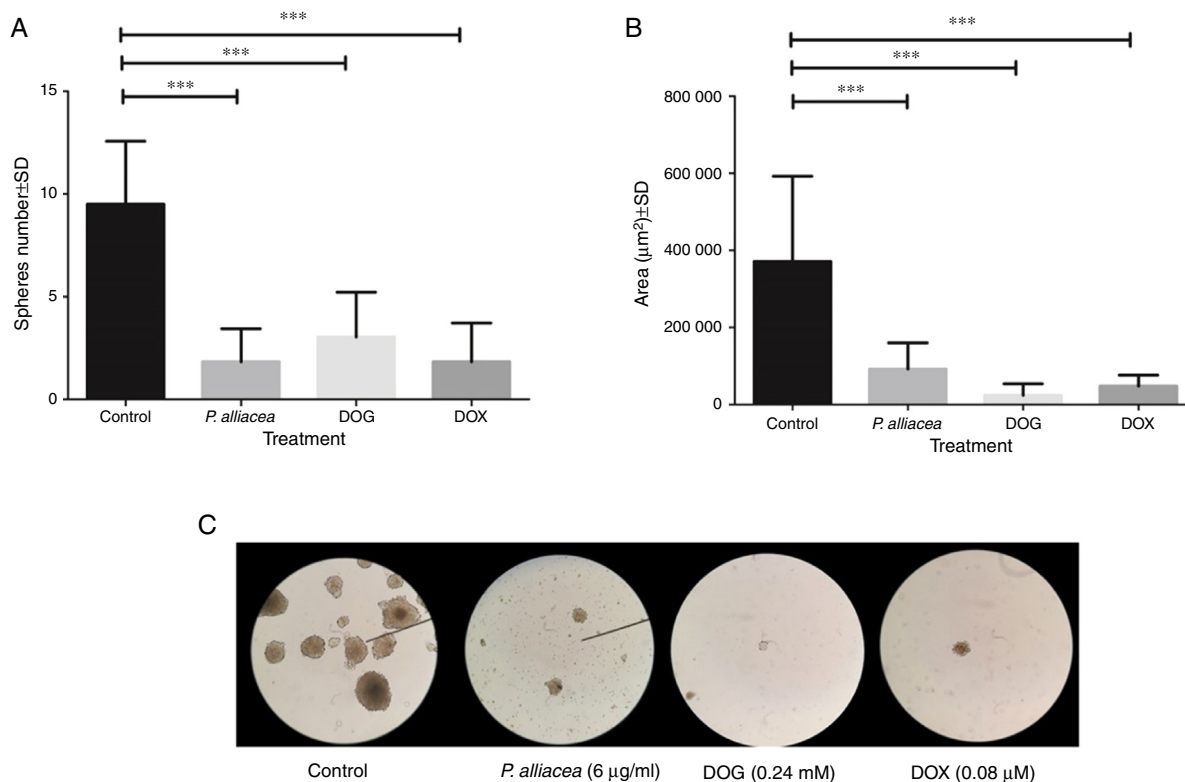 A
***
***
***
15
10
5
0
Spheres number±SD
Control
P. alliacea
DOG
DOX
Treatment
B
***
***
***
800 000
600 000
400 000
200 000
0
Area (μm²)±SD
Control
P. alliacea
DOG
DOX
Treatment
C
Control
P. alliacea (6 μg/ml)
DOG (0.24 mM)
DOX (0.08 μM)